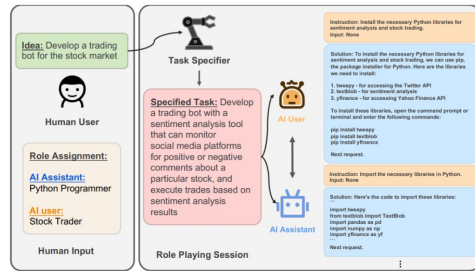 Idea: Develop a trading
bot for the stock market
Human User
Role Assignment:
AI Assistant:
Python Programmer
AI user:
Stock Trader
Human Input
Task Specifier
Specified Task: Develop
a trading bot with a
sentiment analysis tool
that can monitor
social media platforms
for positive or negative
comments about a
particular stock, and
execute trades based on
sentiment analysis
results
AI User
AI Assistant
Role Playing Session
Instruction: Install the necessary Python libraries for
sentiment analysis and stock trading.
Input: None
Solution: To install the necessary Python libraries for
sentiment analysis and stock trading, we can use pip,
the package installer for Python. Here are the libraries
we need to install:
1. tweepy - for accessing the Twitter API
2. textblob - for sentiment analysis
3. yfinance - for accessing Yahoo Finance API
To install these libraries, open the command prompt or
terminal and enter the following commands:
pip install tweepy
pip install textblob
pip install yfinance
Next request.
Instruction: Import the necessary libraries in Python.
Input: None
Solution: Here's the code to import these libraries:
```
import tweepy
from textblob import TextBlob
import pandas as pd
import numpy as np
import yfinance as yf
```
Next request.
⋮